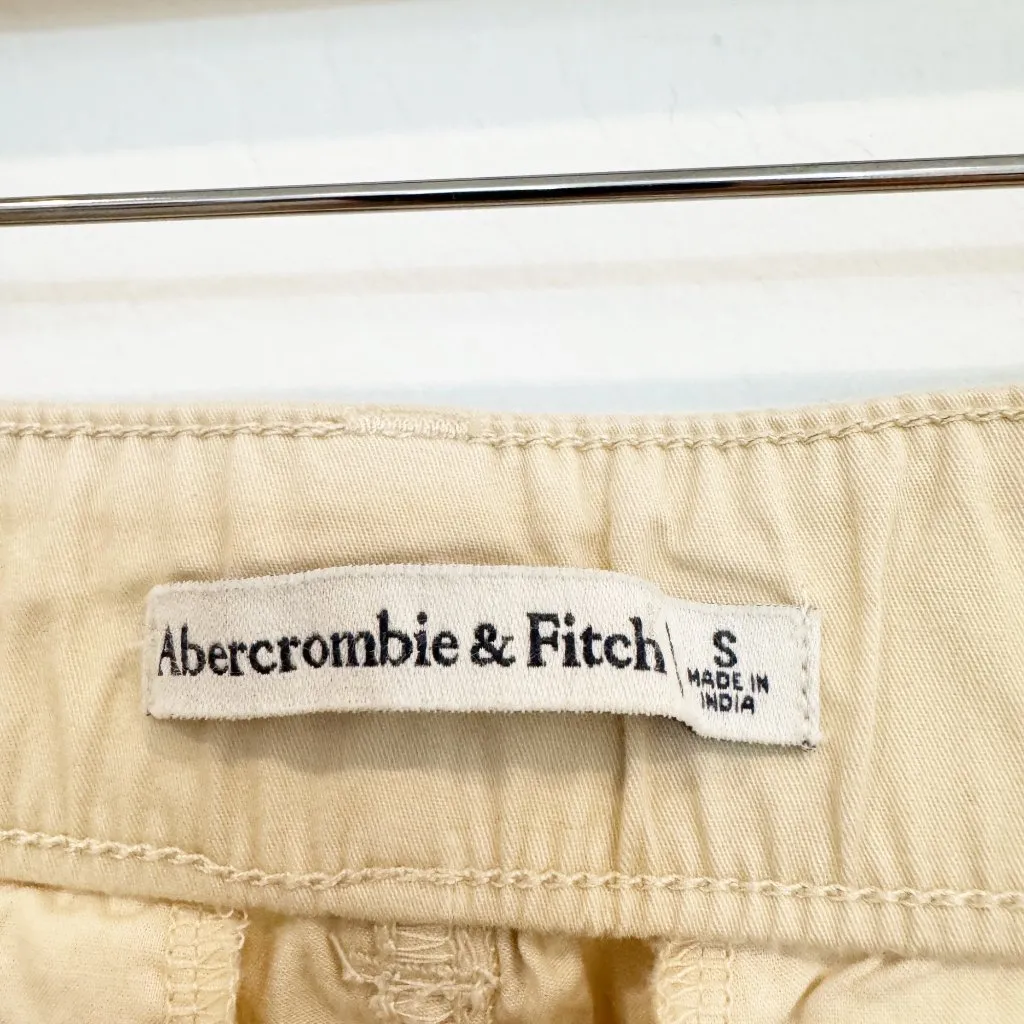 Abercrombie & Fitch
S
MADE IN
INDIA